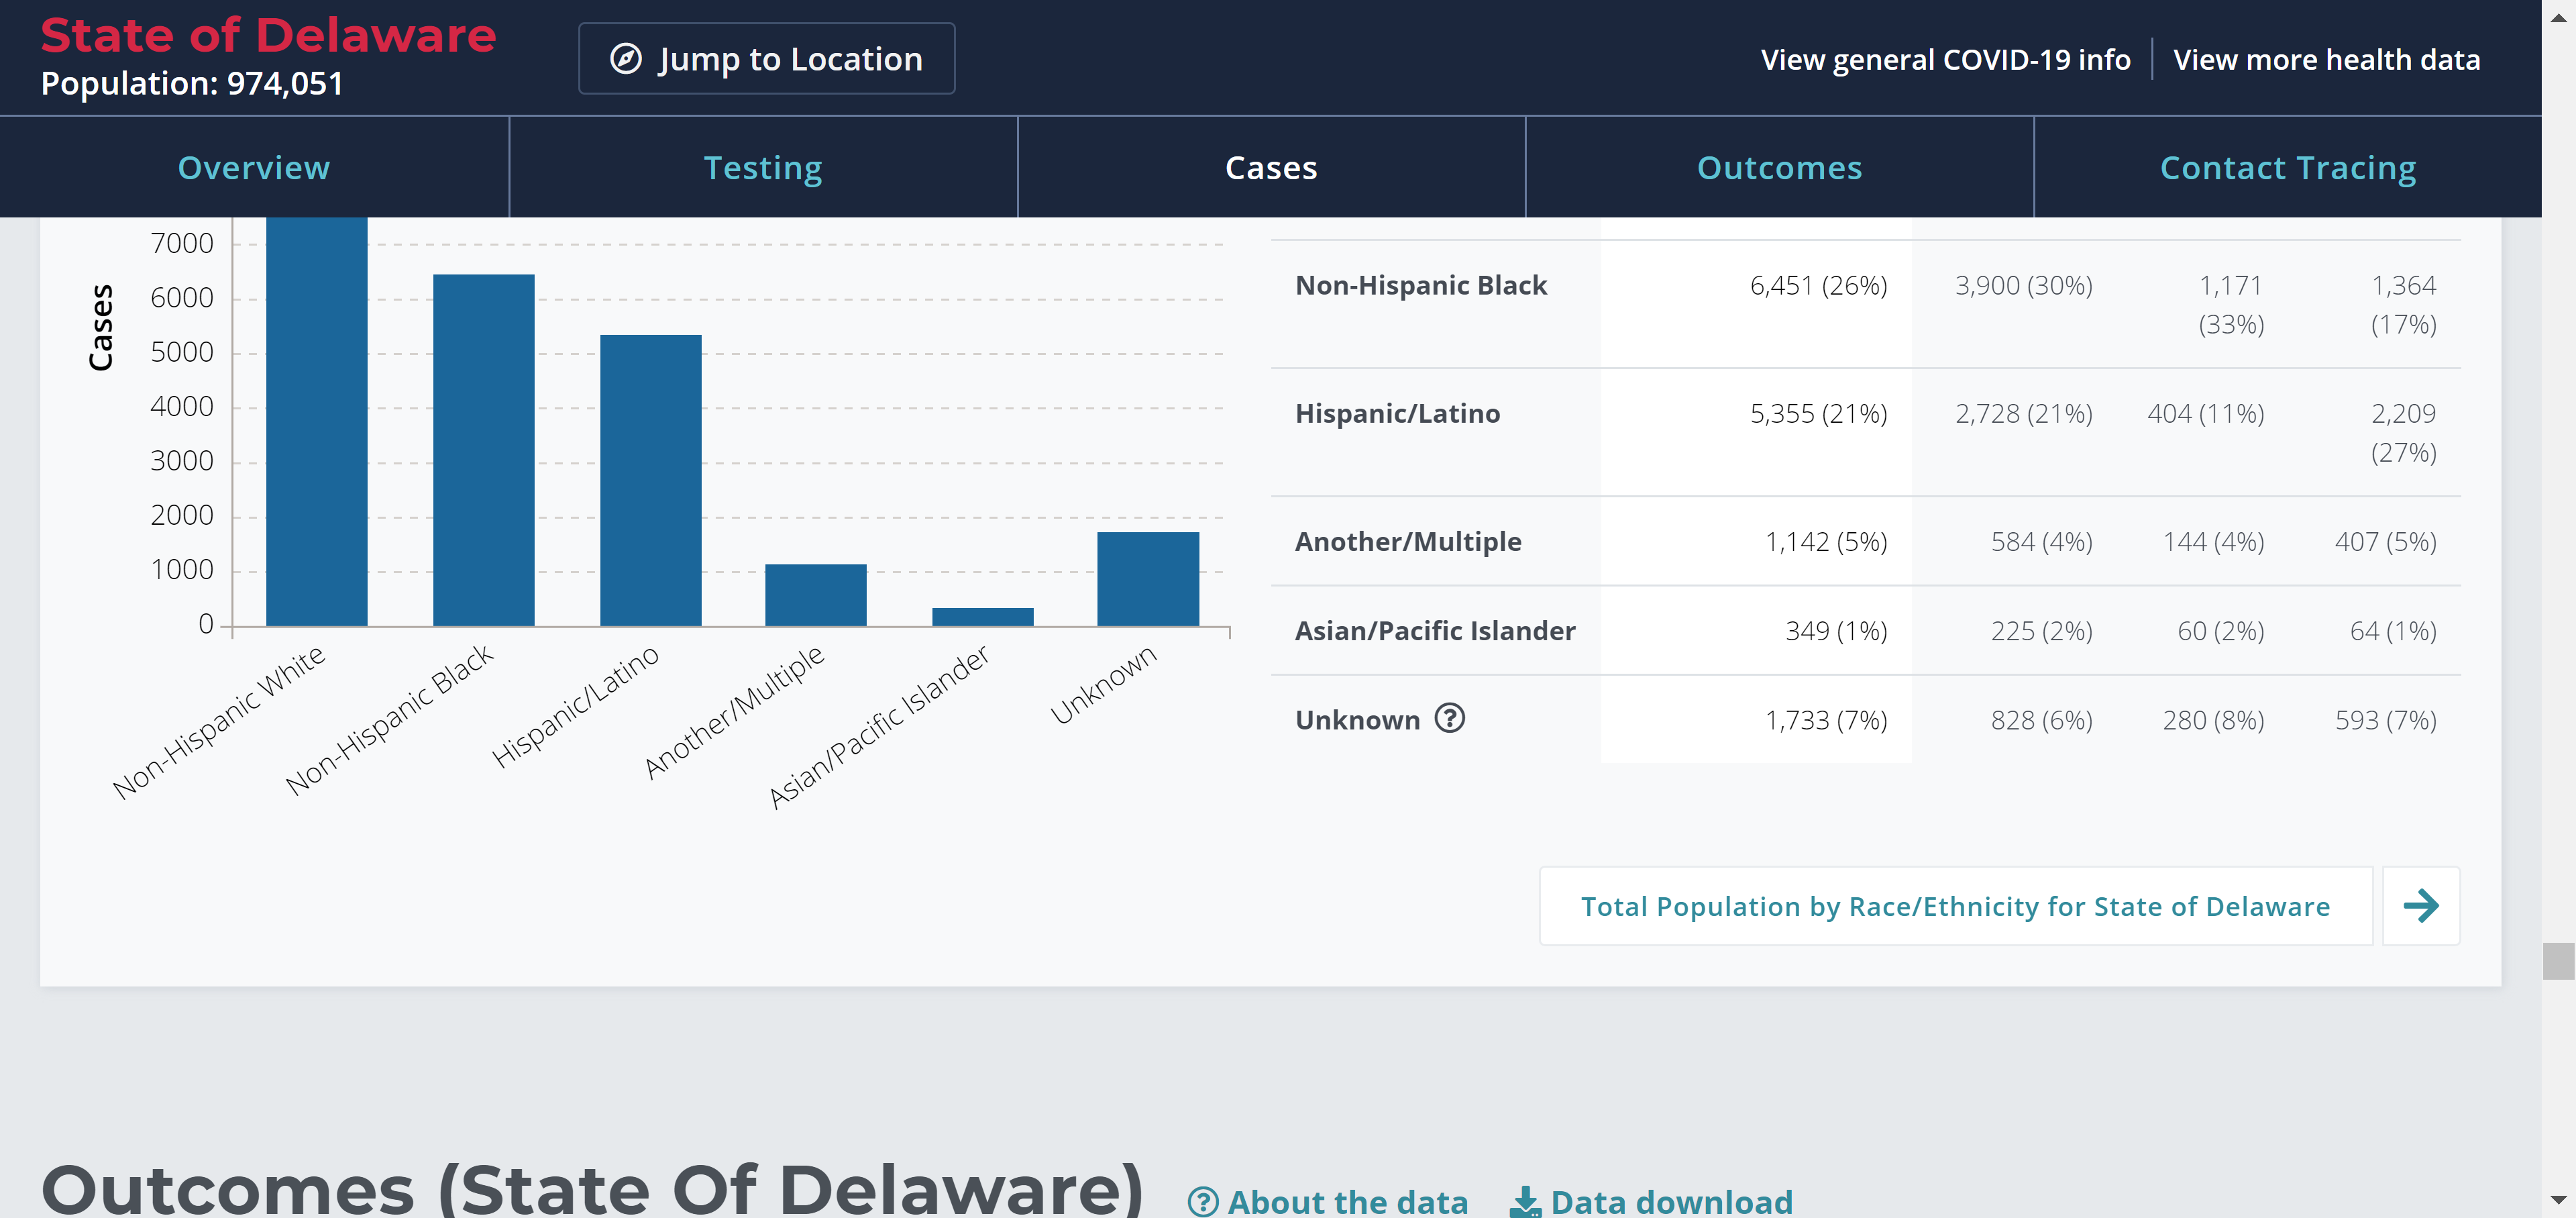 State of Delaware
Population: 974,051
Jump to Location
View general COVID-19 info
View more health data
Overview
Testing
Cases
Outcomes
Contact Tracing
Cases
7000
6000
5000
4000
3000
2000
1000
0
Non-Hispanic White
Non-Hispanic Black
Hispanic/Latino
Another/Multiple
Asian/Pacific Islander
Unknown
Non-Hispanic Black 6,451 (26%) 3,900 (30%) 1,171 1,364
(33%) (17%)
Hispanic/Latino 5,355 (21%) 2,728 (21%) 404 (11%) 2,209
(27%)
Another/Multiple 1,142 (5%) 584 (4%) 144 (4%) 407 (5%)
Asian/Pacific Islander 349 (1%) 225 (2%) 60 (2%) 64 (1%)
Unknown ? 1,733 (7%) 828 (6%) 280 (8%) 593 (7%)
Total Population by Race/Ethnicity for State of Delaware
Outcomes (State Of Delaware) ? About the data Data download